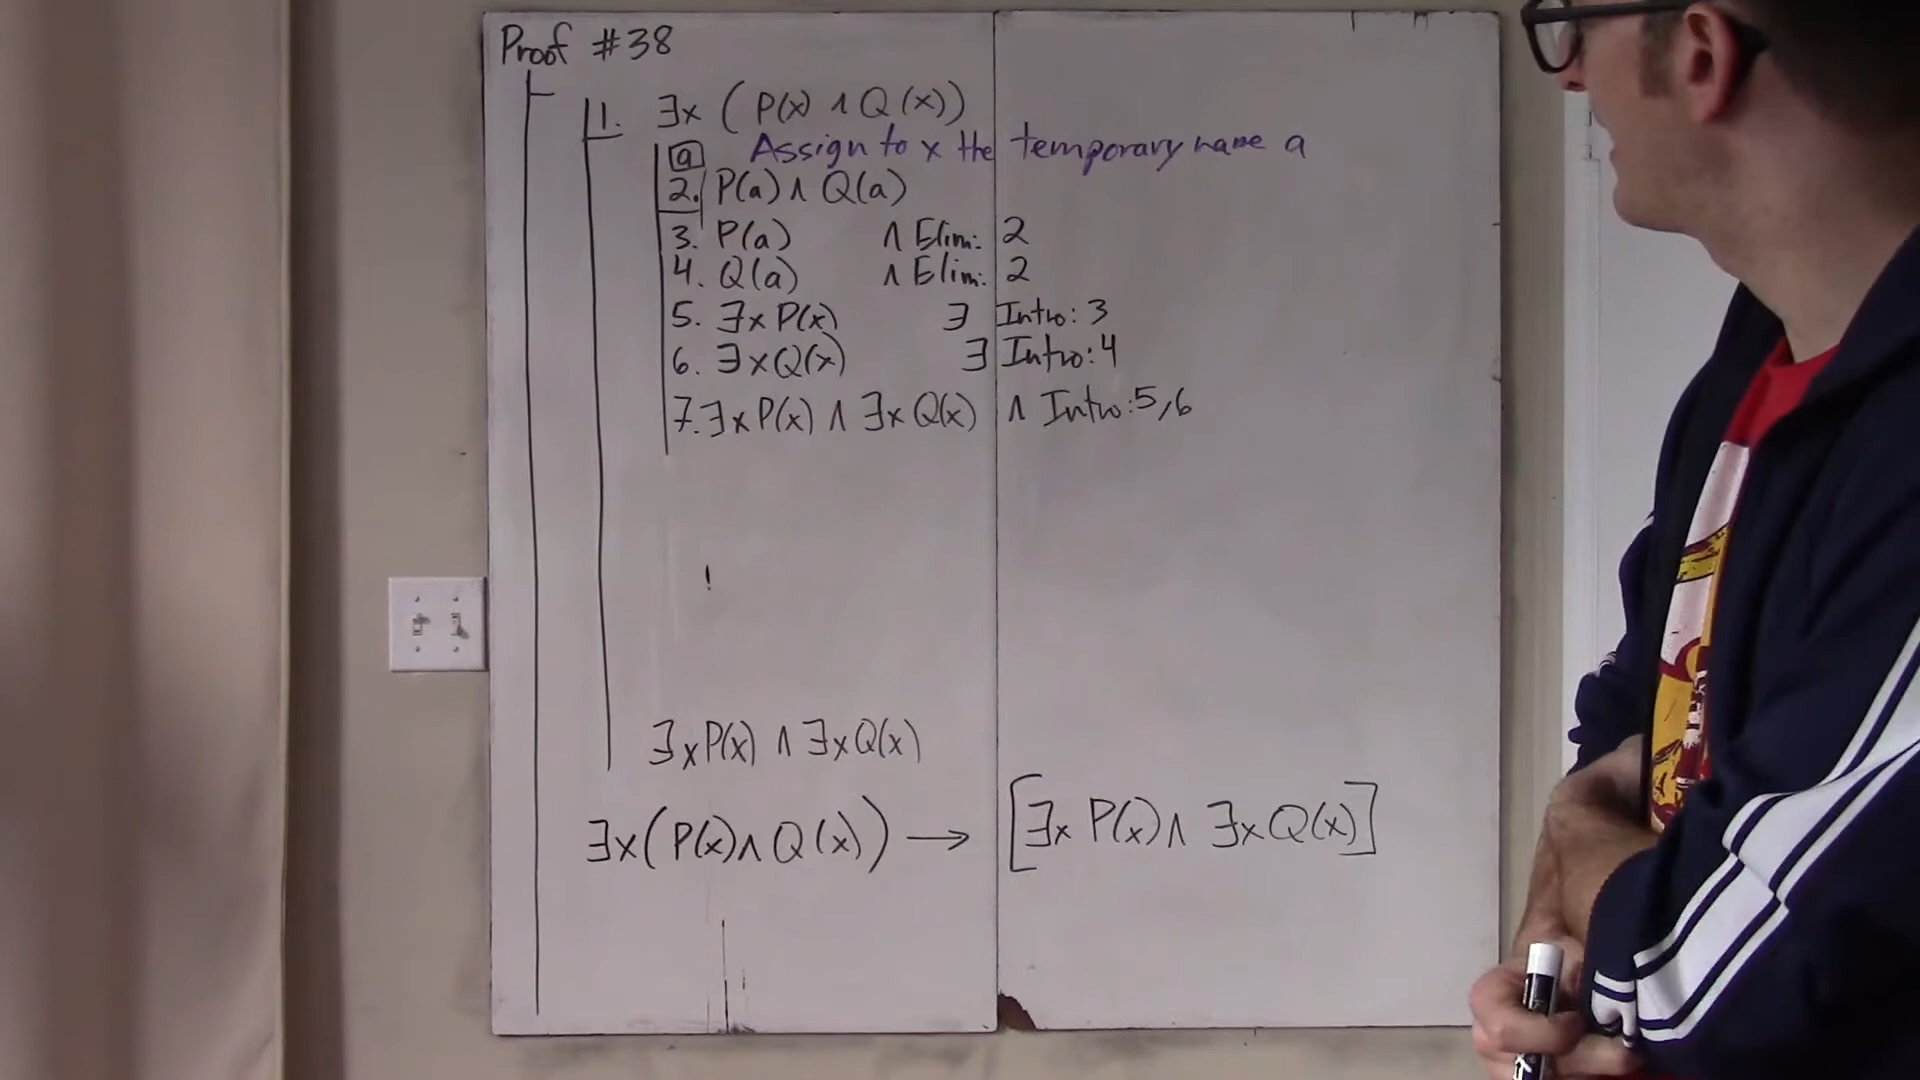 Proof #38
1. ∃x (P(x) ∧ Q(x))
a Assign to x the temporary name a
2. P(a) ∧ Q(a)
3. P(a) ∧ Elim: 2
4. Q(a) ∧ Elim: 2
5. ∃x P(x) ∃ Intro: 3
6. ∃x Q(x) ∃ Intro: 4
7. ∃x P(x) ∧ ∃x Q(x) ∧ Intro: 5,6
∃x P(x) ∧ ∃x Q(x)
∃x(P(x) ∧ Q(x)) → [∃x P(x) ∧ ∃x Q(x)]